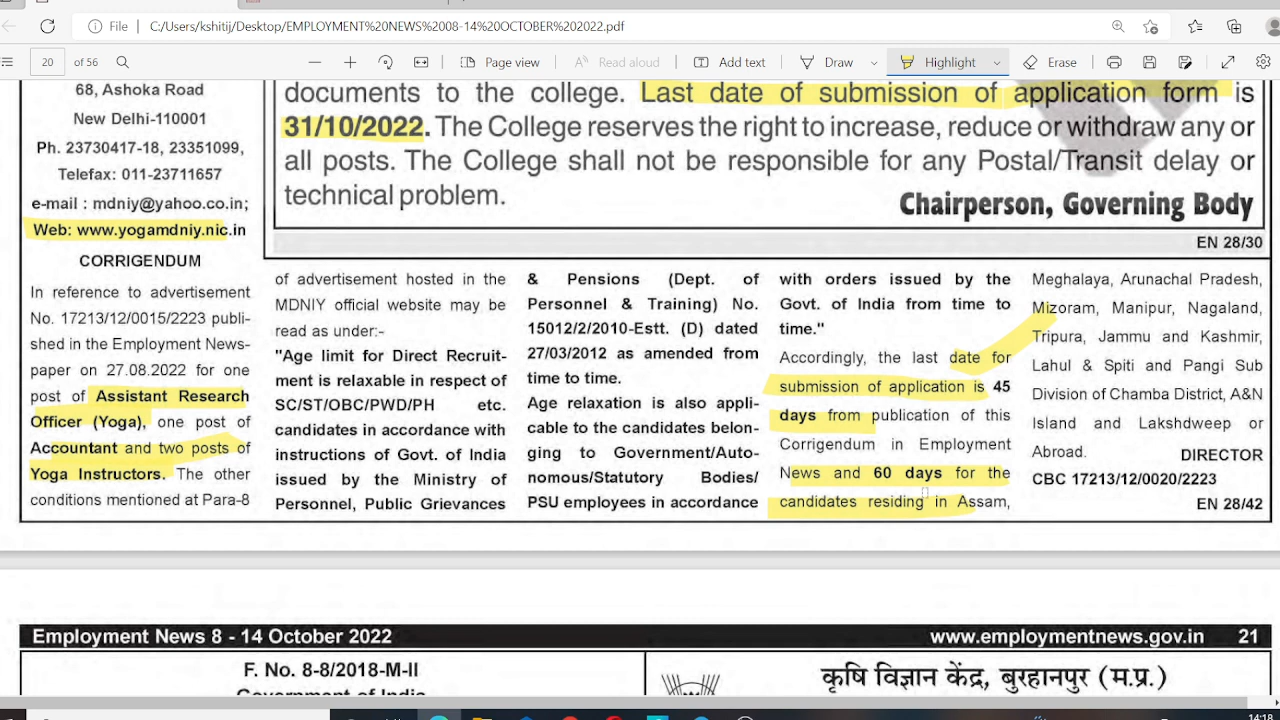 File C:/Users/kshitij/Desktop/EMPLOYMENT%20NEWS%2008-14%20OCTOBER%202022.pdf
20 of 56 Page view Read aloud Add text Draw Highlight Erase
68, Ashoka Road
New Delhi-110001
Ph. 23730417-18, 23351099,
Telefax: 011-23711657
e-mail : mdniy@yahoo.co.in;
Web: www.yogamdniy.nic.in
documents to the college. Last date of submission of application form is
31/10/2022. The College reserves the right to increase, reduce or withdraw any or
all posts. The College shall not be responsible for any Postal/Transit delay or
technical problem.
Chairperson, Governing Body
EN 28/30
CORRIGENDUM
In reference to advertisement
No. 17213/12/0015/2223 publi-
shed in the Employment News-
paper on 27.08.2022 for one
post of Assistant Research
Officer (Yoga), one post of
Accountant and two posts of
Yoga Instructors. The other
conditions mentioned at Para-8
of advertisement hosted in the
MDNIY official website may be
read as under:-
"Age limit for Direct Recruit-
ment is relaxable in respect of
SC/ST/OBC/PWD/PH etc.
candidates in accordance with
instructions of Govt. of India
issued by the Ministry of
Personnel, Public Grievances
& Pensions (Dept. of
Personnel & Training) No.
15012/2/2010-Estt. (D) dated
27/03/2012 as amended from
time to time.
Age relaxation is also appli-
cable to the candidates belon-
ging to Government/Auto-
nomous/Statutory Bodies/
PSU employees in accordance
with orders issued by the
Govt. of India from time to
time."
Accordingly, the last date for
submission of application is 45
days from publication of this
Corrigendum in Employment
News and 60 days for the
candidates residing in Assam,
Meghalaya, Arunachal Pradesh,
Mizoram, Manipur, Nagaland,
Tripura, Jammu and Kashmir,
Lahul & Spiti and Pangi Sub
Division of Chamba District, A&N
Island and Lakshdweep or
Abroad. DIRECTOR
CBC 17213/12/0020/2223
EN 28/42
Employment News 8 - 14 October 2022 www.employmentnews.gov.in 21
F. No. 8-8/2018-M-II
Government of India
कृषि विज्ञान केंद्र, बुरहानपुर (म.प्र.)
14:18